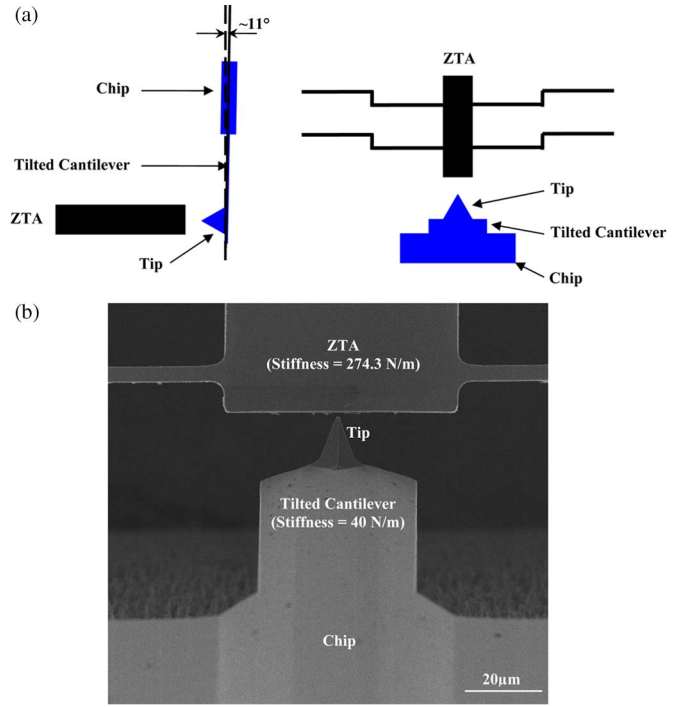 (a)
~11°
Chip
Tilted Cantilever
ZTA
Tip
ZTA
Tip
Tilted Cantilever
Chip
(b)
ZTA
(Stiffness = 274.3 N/m)
Tip
Tilted Cantilever
(Stiffness = 40 N/m)
Chip
20μm